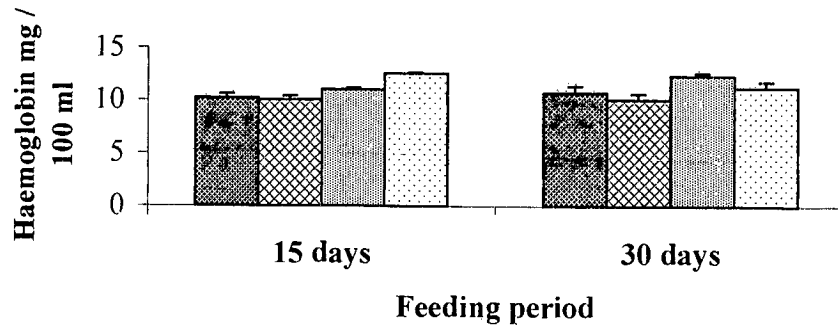 Haemoglobin mg /
100 ml
15
10
5
0
15 days
30 days
Feeding period